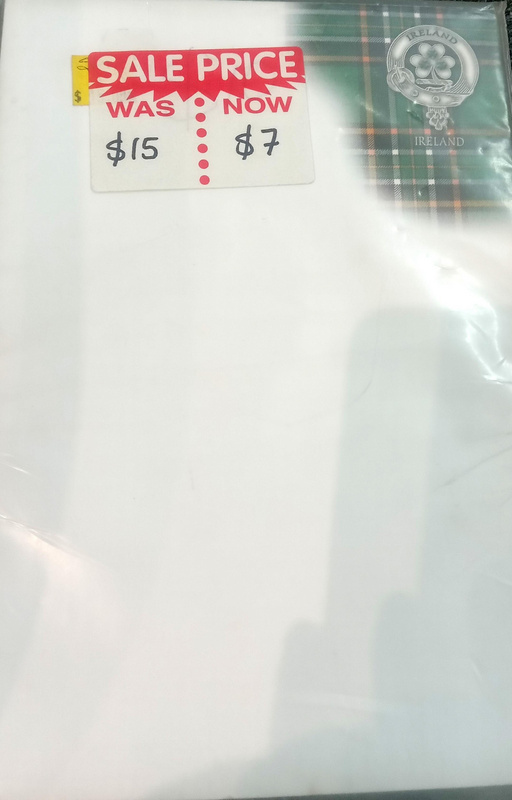 SALE PRICE
WAS NOW
$15 $7
$
IRELAND
IRELAND